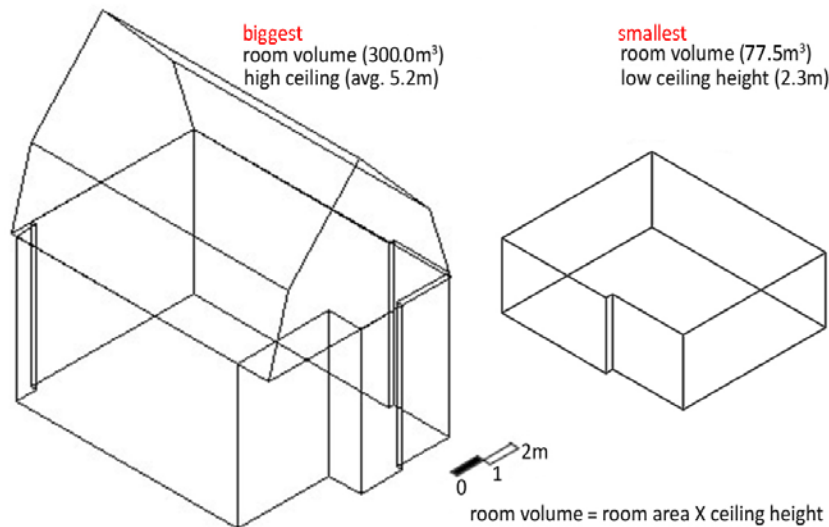 biggest
room volume (300.0m³)
high ceiling (avg. 5.2m)
smallest
room volume (77.5m³)
low ceiling height (2.3m)
2m
1
0
room volume = room area X ceiling height